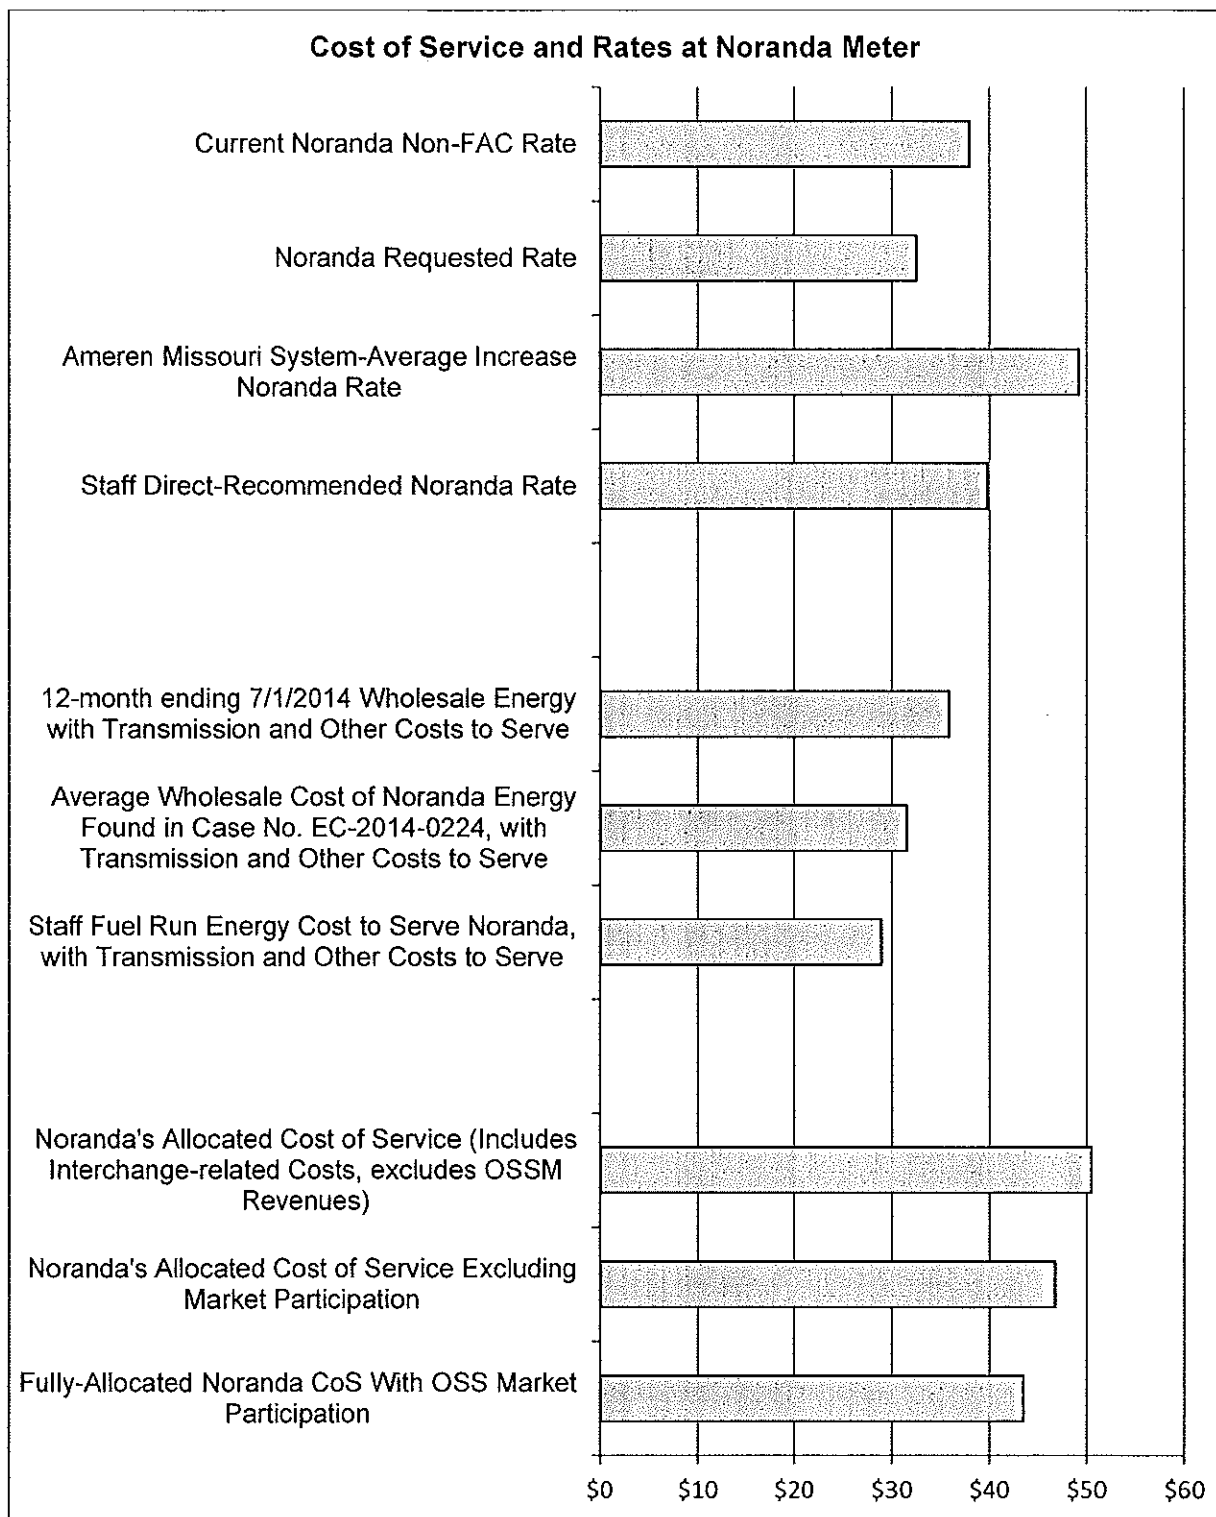 Cost of Service and Rates at Noranda Meter
Current Noranda Non-FAC Rate
Noranda Requested Rate
Ameren Missouri System-Average Increase
Noranda Rate
Staff Direct-Recommended Noranda Rate
12-month ending 7/1/2014 Wholesale Energy
with Transmission and Other Costs to Serve
Average Wholesale Cost of Noranda Energy
Found in Case No. EC-2014-0224, with
Transmission and Other Costs to Serve
Staff Fuel Run Energy Cost to Serve Noranda,
with Transmission and Other Costs to Serve
Noranda's Allocated Cost of Service (Includes
Interchange-related Costs, excludes OSSM
Revenues)
Noranda's Allocated Cost of Service Excluding
Market Participation
Fully-Allocated Noranda CoS With OSS Market
Participation
$0 $10 $20 $30 $40 $50 $60